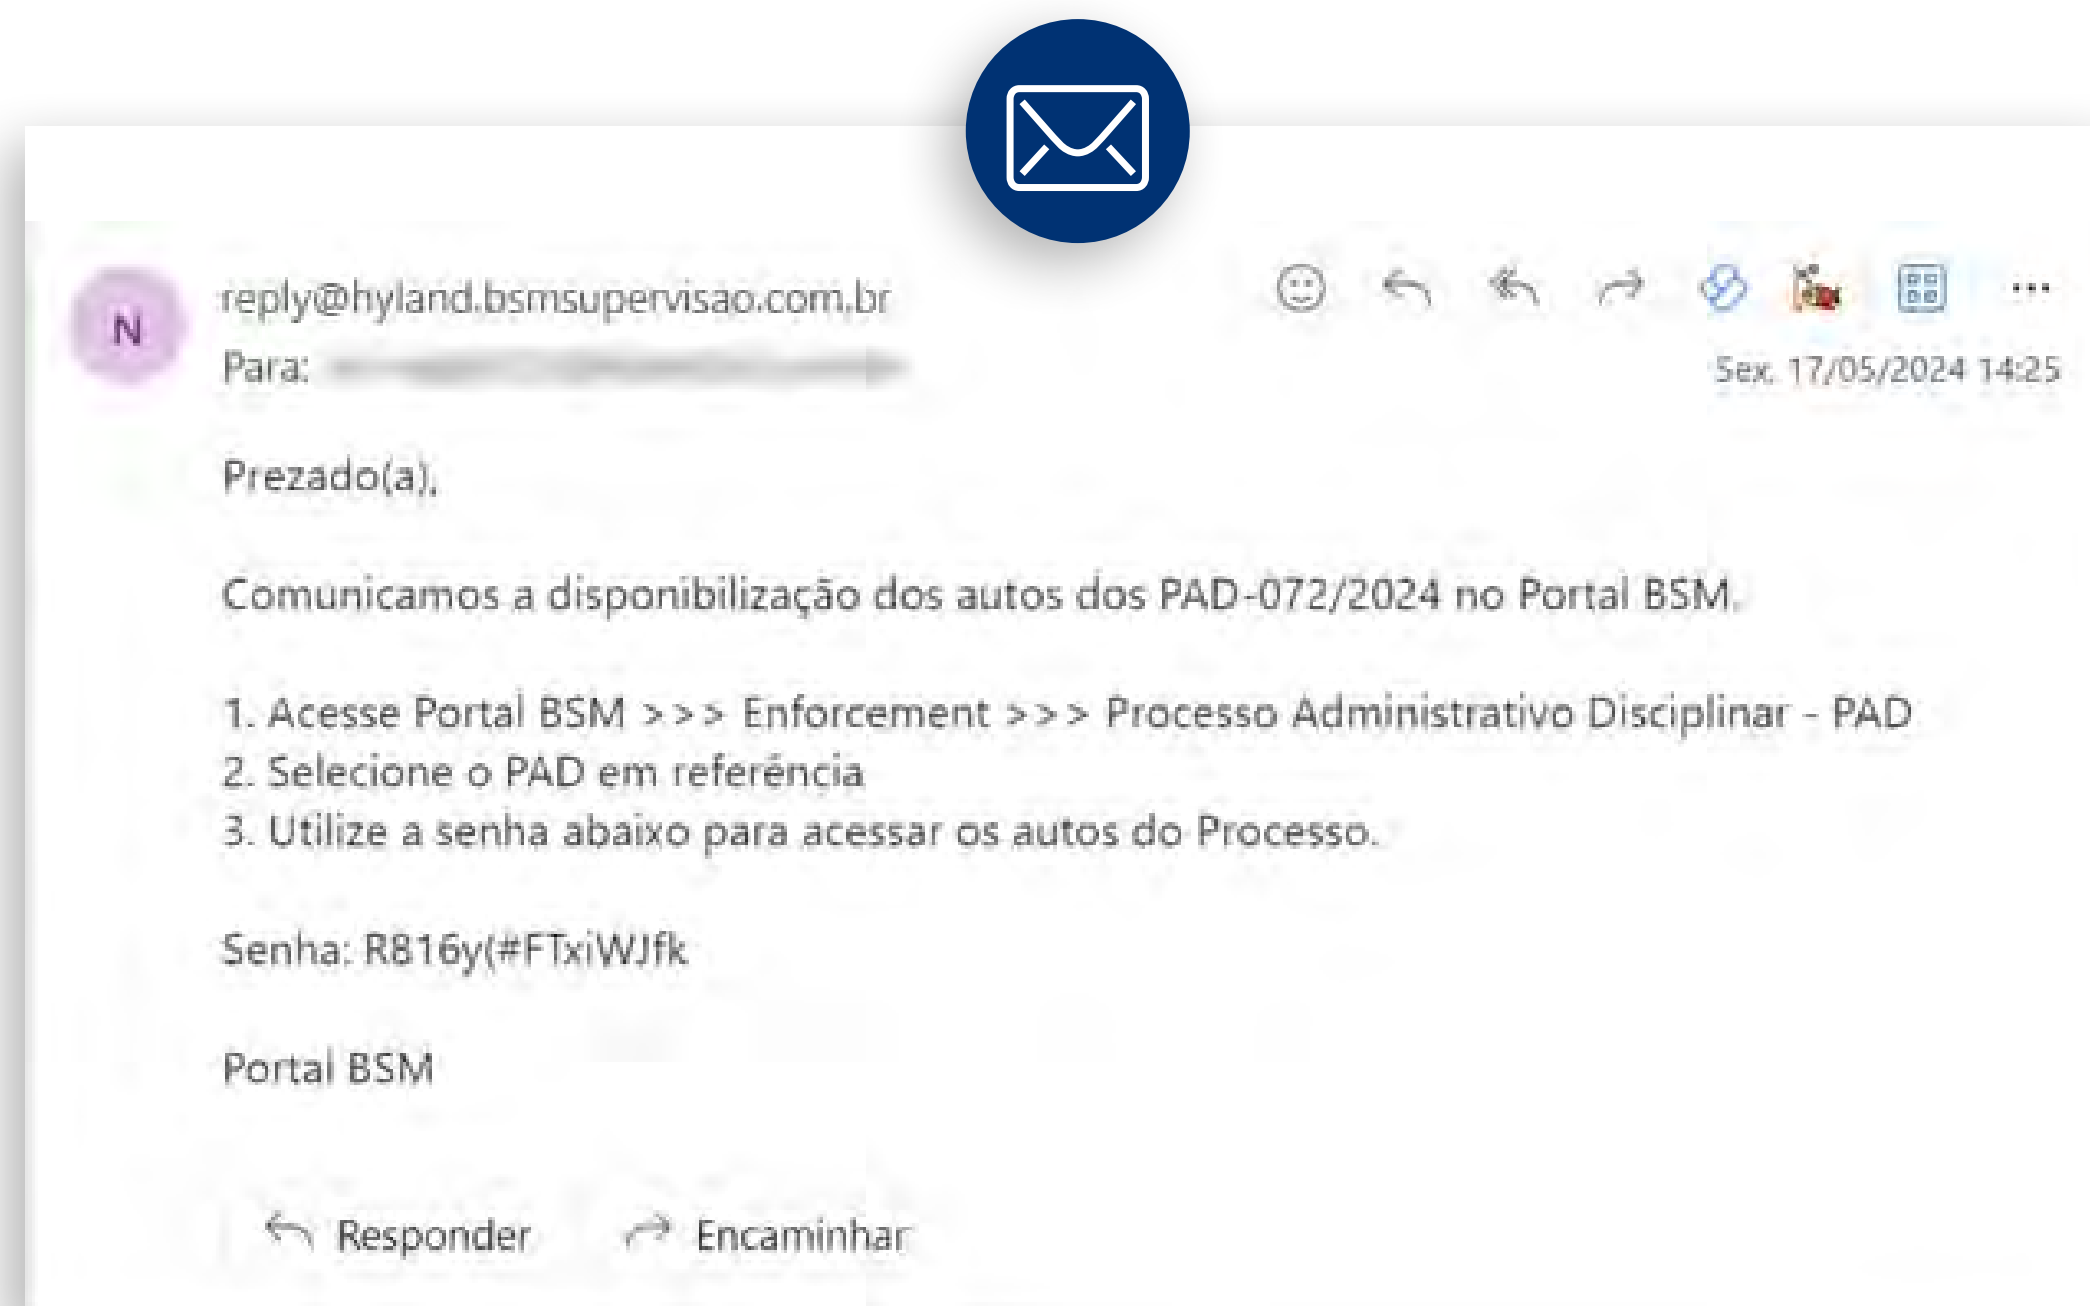 N
reply@hyland.bsmsupervisao.com.br
Para:
Sex. 17/05/2024 14:25
Prezado(a),
Comunicamos a disponibilização dos autos dos PAD-072/2024 no Portal BSM.
1. Acesse Portal BSM >>> Enforcement >>> Processo Administrativo Disciplinar - PAD
2. Selecione o PAD em referência
3. Utilize a senha abaixo para acessar os autos do Processo.
Senha: R816y(#FTxiWJfk
Portal BSM
Responder Encaminhar